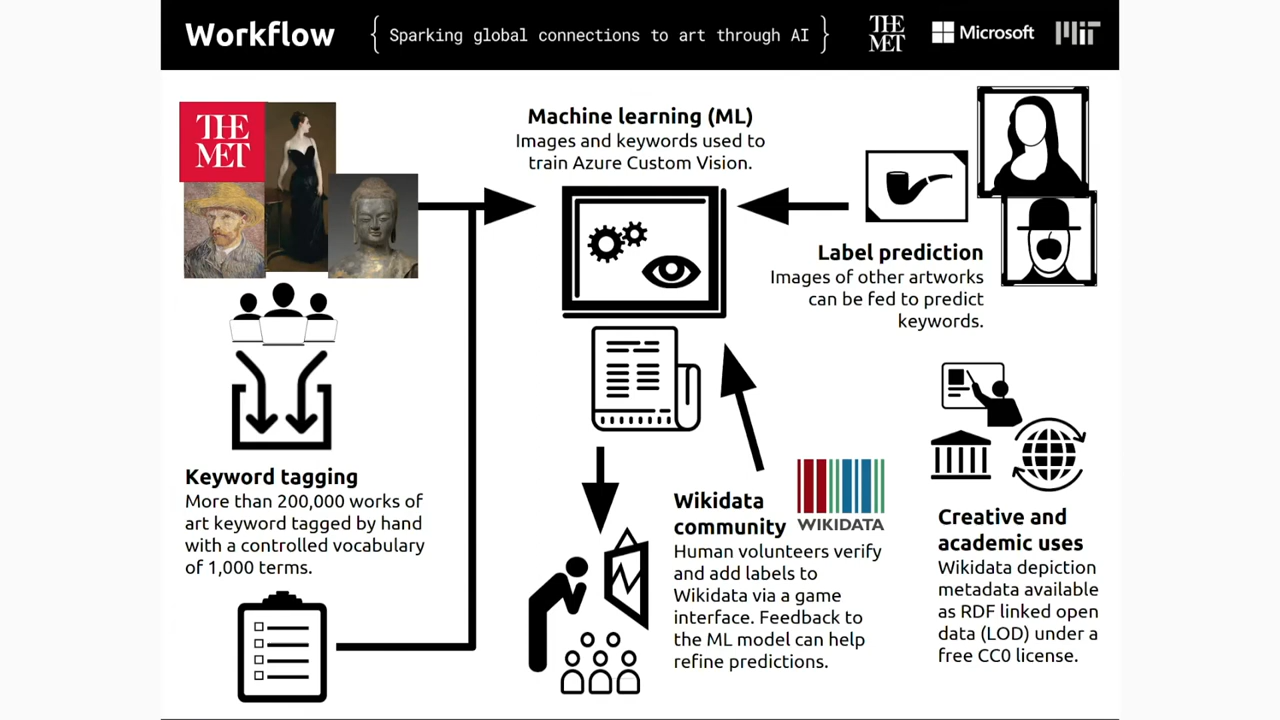 Workflow
{ Sparking global connections to art through AI }
THE
MET
Microsoft
MIT
THE
MET
Machine learning (ML)
Images and keywords used to
train Azure Custom Vision.
Label prediction
Images of other artworks
can be fed to predict
keywords.
Keyword tagging
More than 200,000 works of
art keyword tagged by hand
with a controlled vocabulary
of 1,000 terms.
WIKIDATA
Wikidata
community
Human volunteers verify
and add labels to
Wikidata via a game
interface. Feedback to
the ML model can help
refine predictions.
Creative and
academic uses
Wikidata depiction
metadata available
as RDF linked open
data (LOD) under a
free CC0 license.